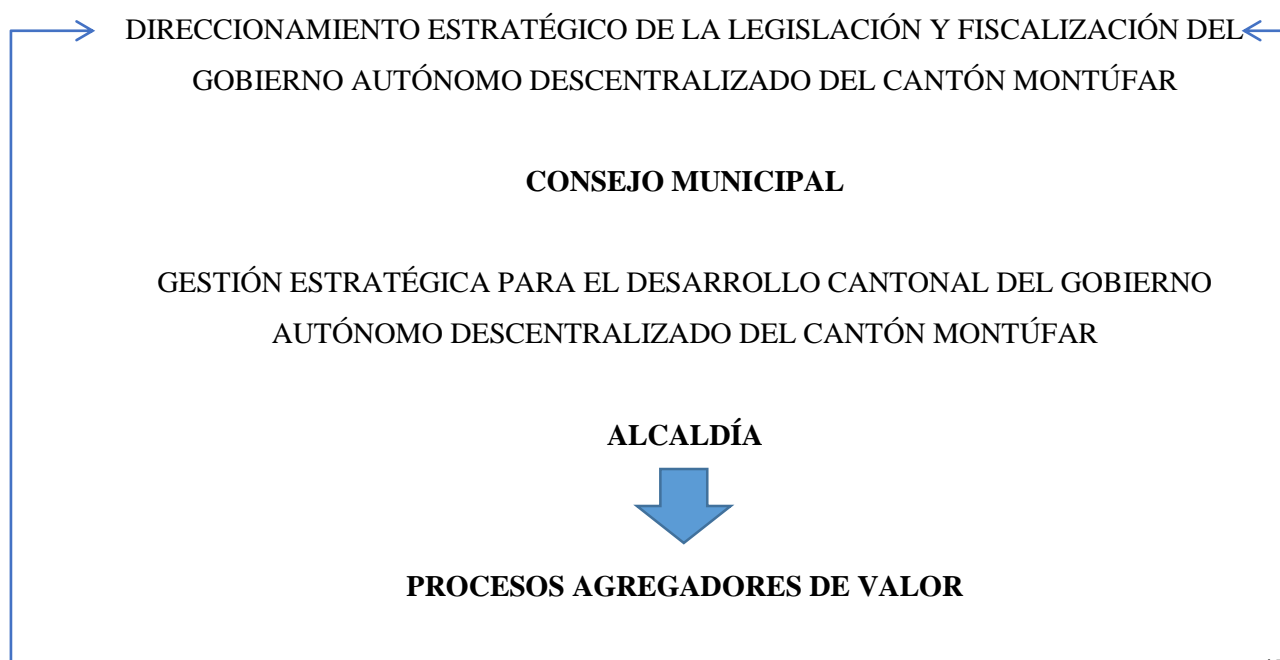 DIRECCIONAMIENTO ESTRATÉGICO DE LA LEGISLACIÓN Y FISCALIZACIÓN DEL
GOBIERNO AUTÓNOMO DESCENTRALIZADO DEL CANTÓN MONTÚFAR
CONSEJO MUNICIPAL
GESTIÓN ESTRATÉGICA PARA EL DESARROLLO CANTONAL DEL GOBIERNO
AUTÓNOMO DESCENTRALIZADO DEL CANTÓN MONTÚFAR
ALCALDÍA
PROCESOS AGREGADORES DE VALOR